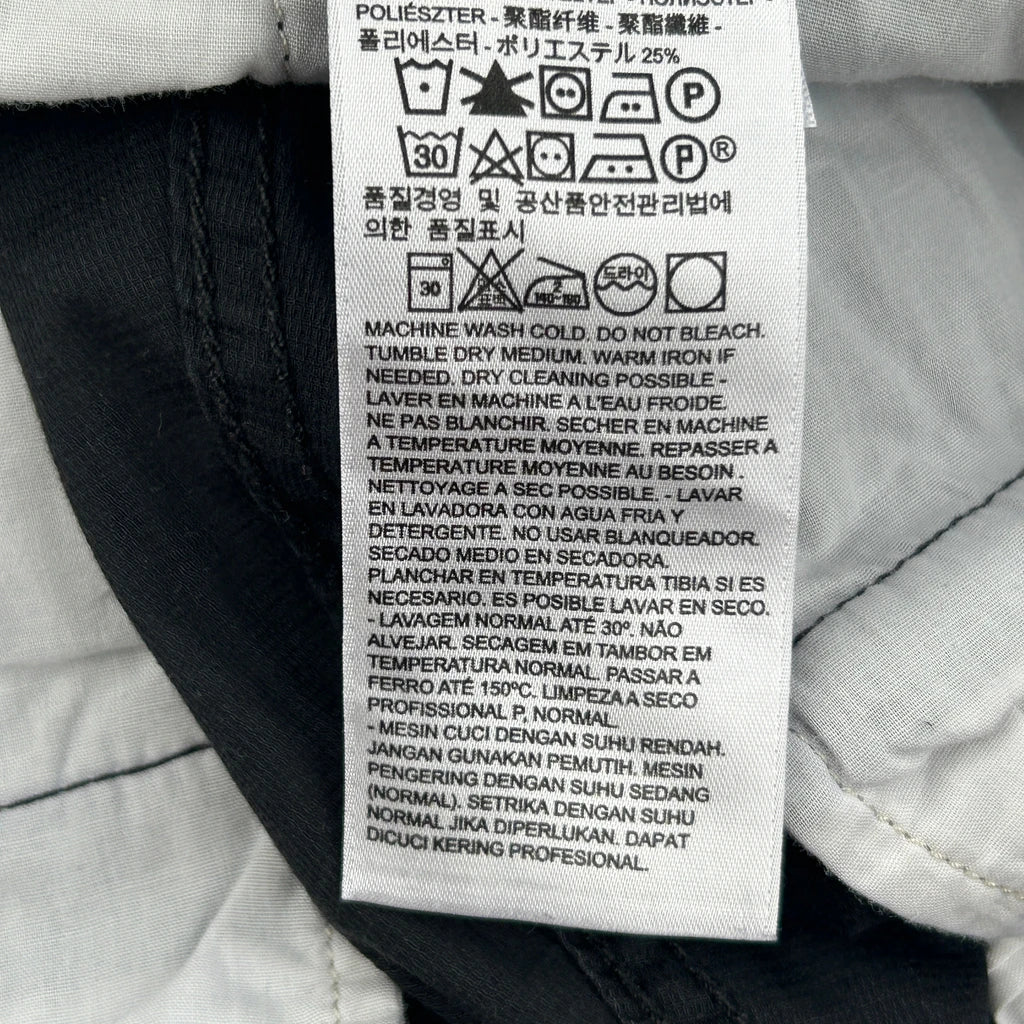 POLIÉSZTER - 聚酯纤维 - 聚酯纖維 -
폴리에스터 - ポリエステル 25%
P
30 P ®
품질경영 및 공산품안전관리법에
의한 품질표시
30 2 드라이
MACHINE WASH COLD. DO NOT BLEACH.
TUMBLE DRY MEDIUM. WARM IRON IF
NEEDED. DRY CLEANING POSSIBLE -
LAVER EN MACHINE A L'EAU FROIDE.
NE PAS BLANCHIR. SECHER EN MACHINE
A TEMPERATURE MOYENNE. REPASSER A
TEMPERATURE MOYENNE AU BESOIN .
NETTOYAGE A SEC POSSIBLE. - LAVAR
EN LAVADORA CON AGUA FRIA Y
DETERGENTE. NO USAR BLANQUEADOR.
SECADO MEDIO EN SECADORA.
PLANCHAR EN TEMPERATURA TIBIA SI ES
NECESARIO. ES POSIBLE LAVAR EN SECO.
- LAVAGEM NORMAL ATÉ 30º. NÃO
ALVEJAR. SECAGEM EM TAMBOR EM
TEMPERATURA NORMAL. PASSAR A
FERRO ATÉ 150ºC. LIMPEZA A SECO
PROFISSIONAL P, NORMAL.
- MESIN CUCI DENGAN SUHU RENDAH.
JANGAN GUNAKAN PEMUTIH. MESIN
PENGERING DENGAN SUHU SEDANG
(NORMAL). SETRIKA DENGAN SUHU
NORMAL JIKA DIPERLUKAN. DAPAT
DICUCI KERING PROFESIONAL.